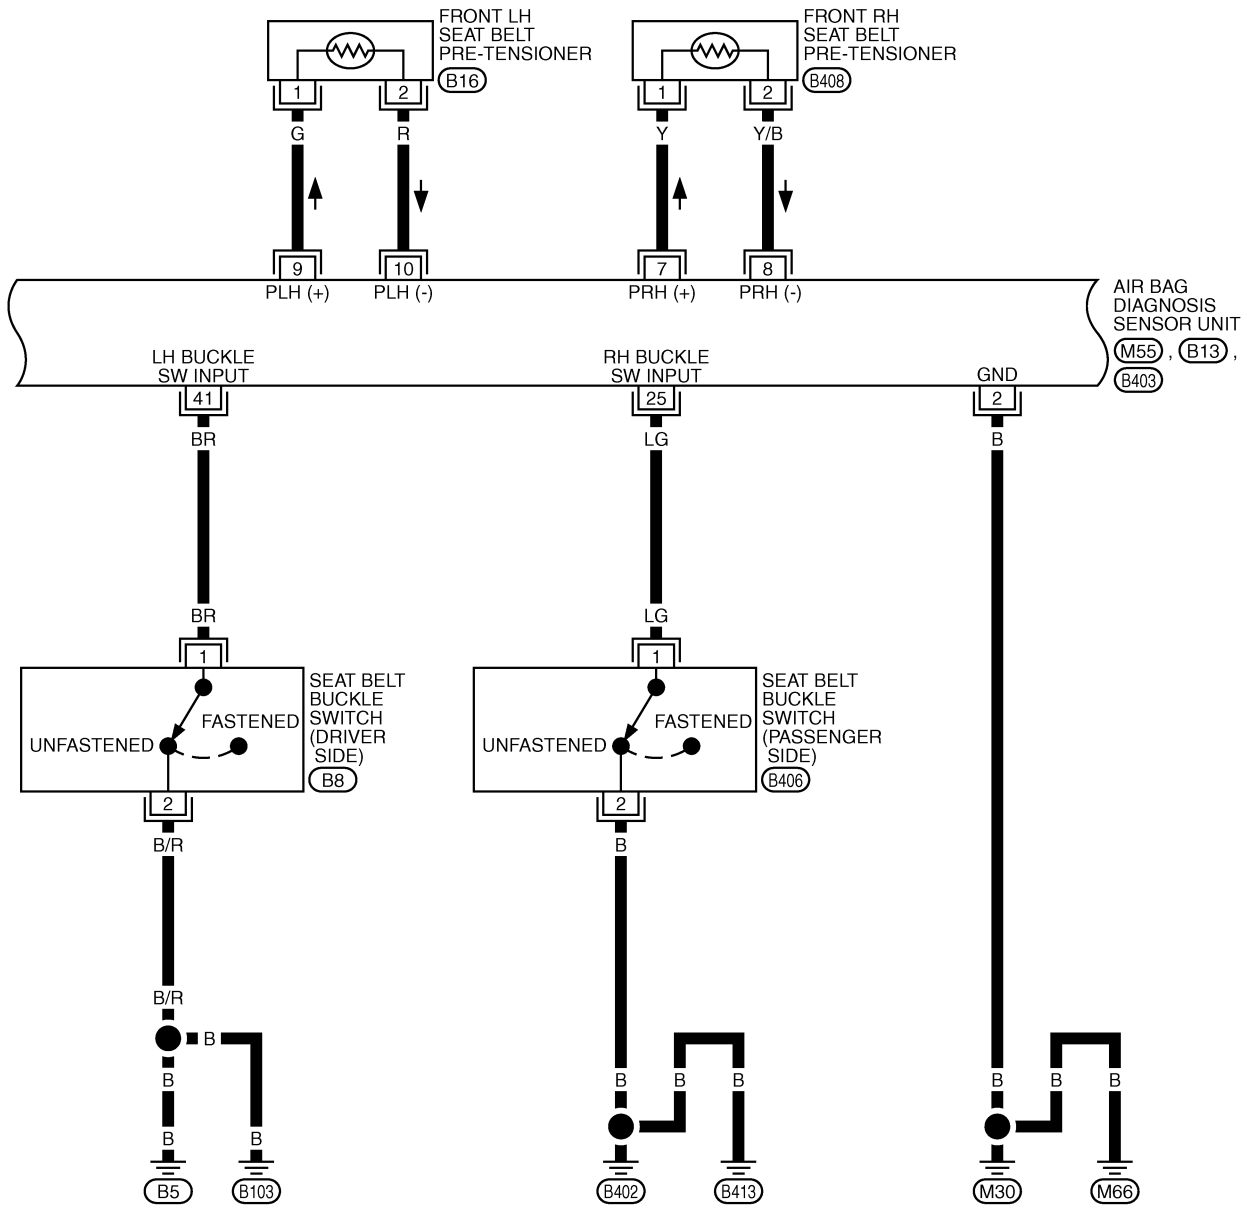 FRONT LH
SEAT BELT
PRE-TENSIONER
B16
FRONT RH
SEAT BELT
PRE-TENSIONER
B408
1 2 1 2
G R Y Y/B
9 10 7 8
PLH (+) PLH (-) PRH (+) PRH (-)
AIR BAG
DIAGNOSIS
SENSOR UNIT
M55 , B13 ,
B403
LH BUCKLE
SW INPUT
RH BUCKLE
SW INPUT
GND
41 25 2
BR LG B
BR LG
1 1
SEAT BELT
BUCKLE
SWITCH
(DRIVER
SIDE)
B8
FASTENED
UNFASTENED
SEAT BELT
BUCKLE
SWITCH
(PASSENGER
SIDE)
B406
FASTENED
UNFASTENED
2 2
B/R B
B/R
B
B B B B B B B
B B
B5 B103 B402 B413 M30 M66